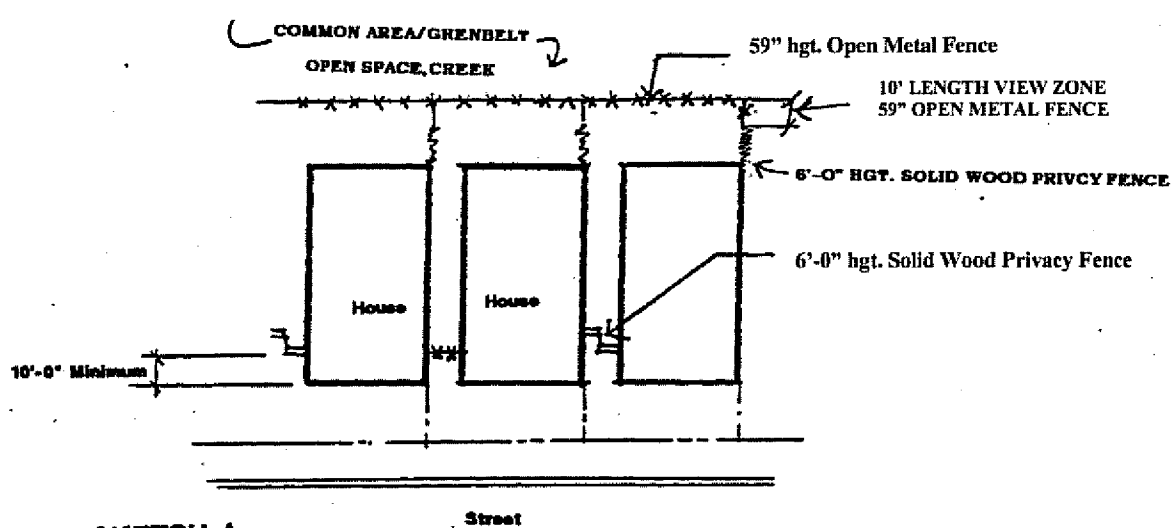 COMMON AREA/GRENBELT
OPEN SPACE, CREEK
59" hgt. Open Metal Fence
10' LENGTH VIEW ZONE
59" OPEN METAL FENCE
6'-0" HGT. SOLID WOOD PRIVCY FENCE
6'-0" hgt. Solid Wood Privacy Fence
House
House
10'-0" Minimum
Street